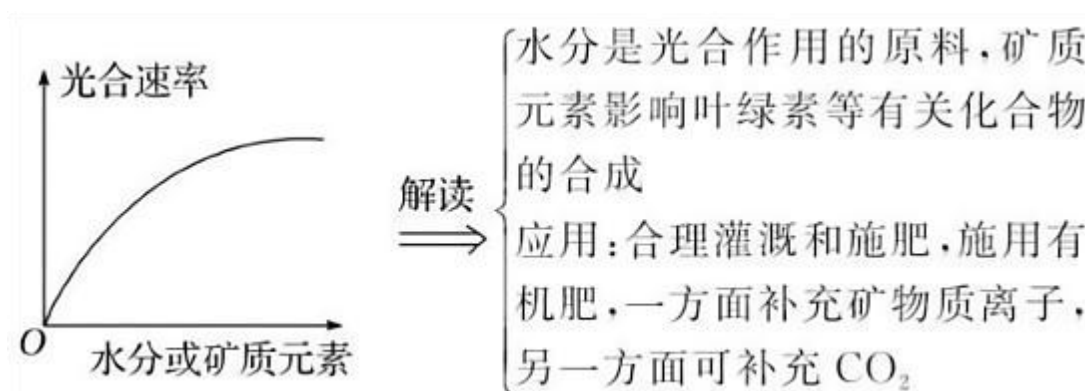 光合速率
O
水分或矿质元素
解读
水分是光合作用的原料，矿质
元素影响叶绿素等有关化合物
的合成
应用：合理灌溉和施肥，施用有
机肥，一方面补充矿物质离子，
另一方面可补充 CO₂